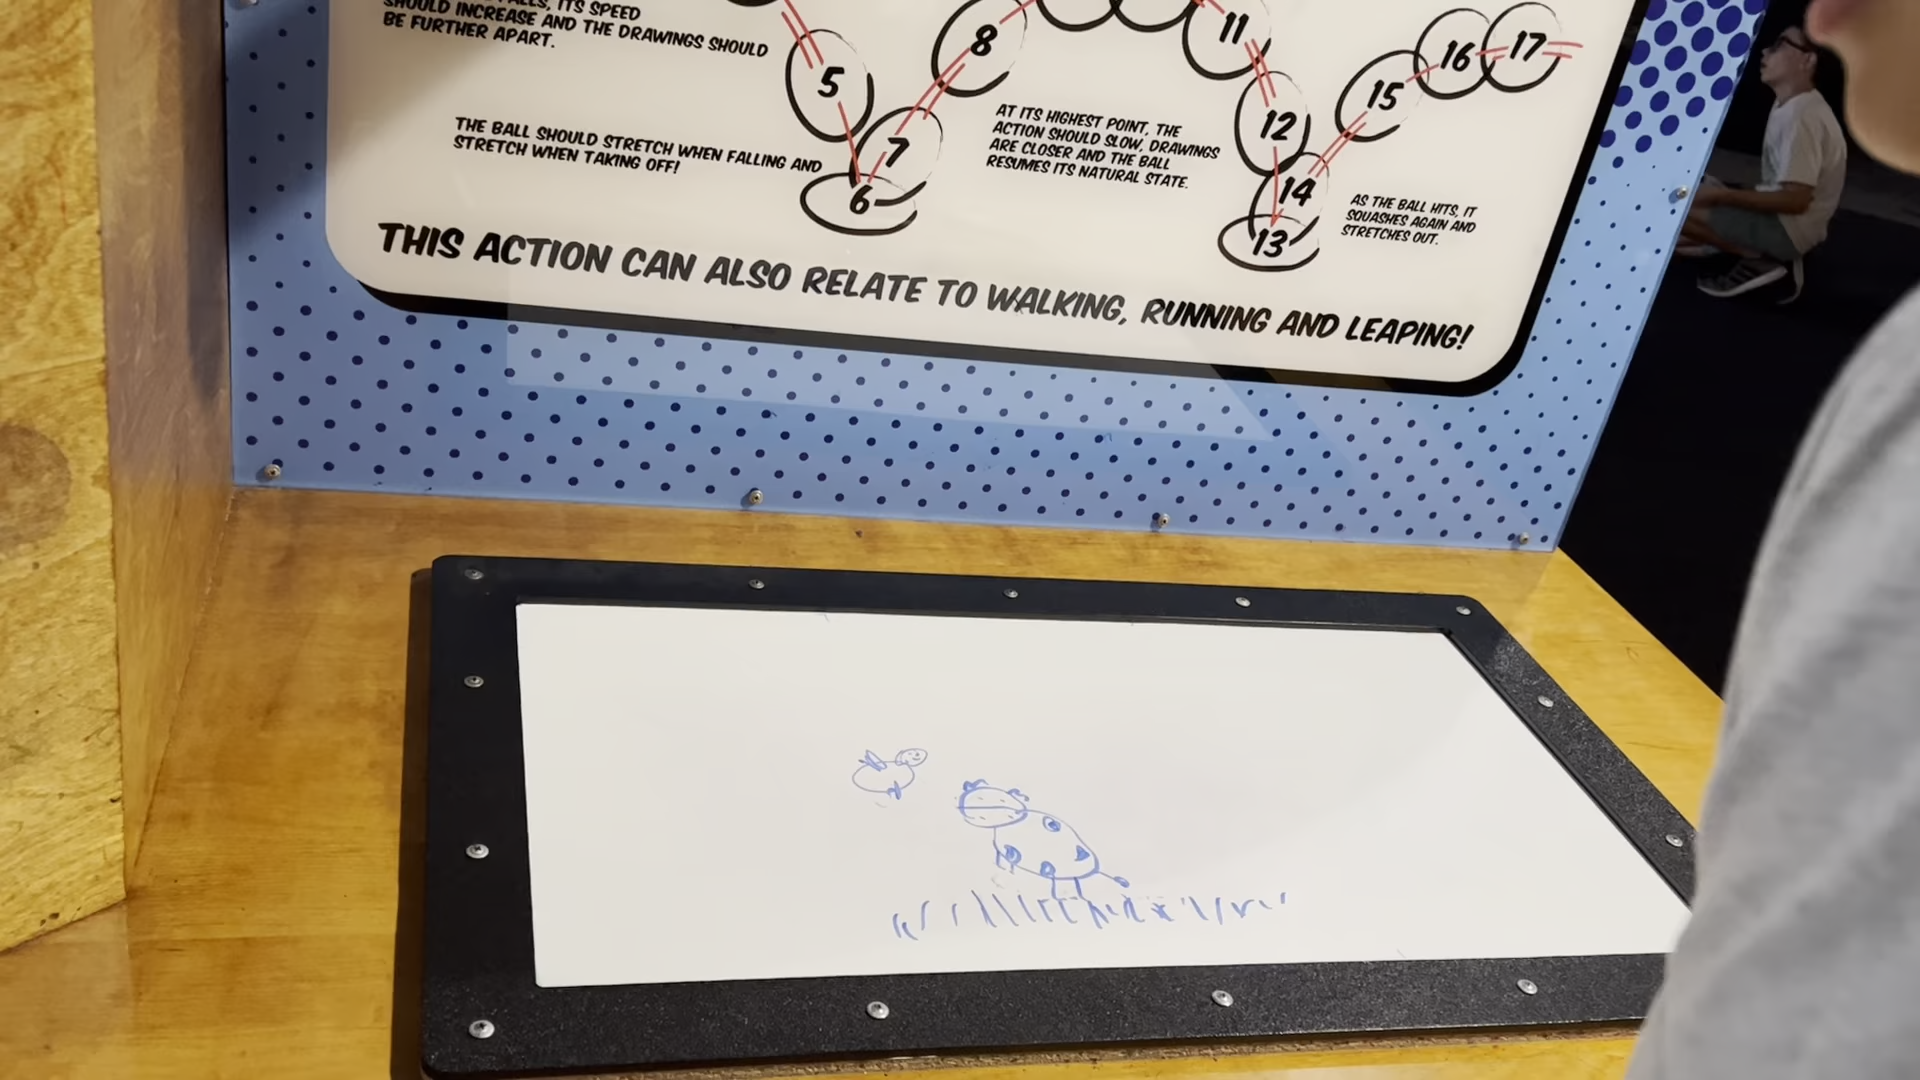 ITS SPEED
SHOULD INCREASE AND THE DRAWINGS SHOULD
BE FURTHER APART.
5
8
11
16
17
15
12
7
THE BALL SHOULD STRETCH WHEN FALLING AND
STRETCH WHEN TAKING OFF!
6
AT ITS HIGHEST POINT, THE
ACTION SHOULD SLOW, DRAWINGS
ARE CLOSER AND THE BALL
RESUMES ITS NATURAL STATE.
14
13
AS THE BALL HITS, IT
SQUASHES AGAIN AND
STRETCHES OUT.
THIS ACTION CAN ALSO RELATE TO WALKING, RUNNING AND LEAPING!